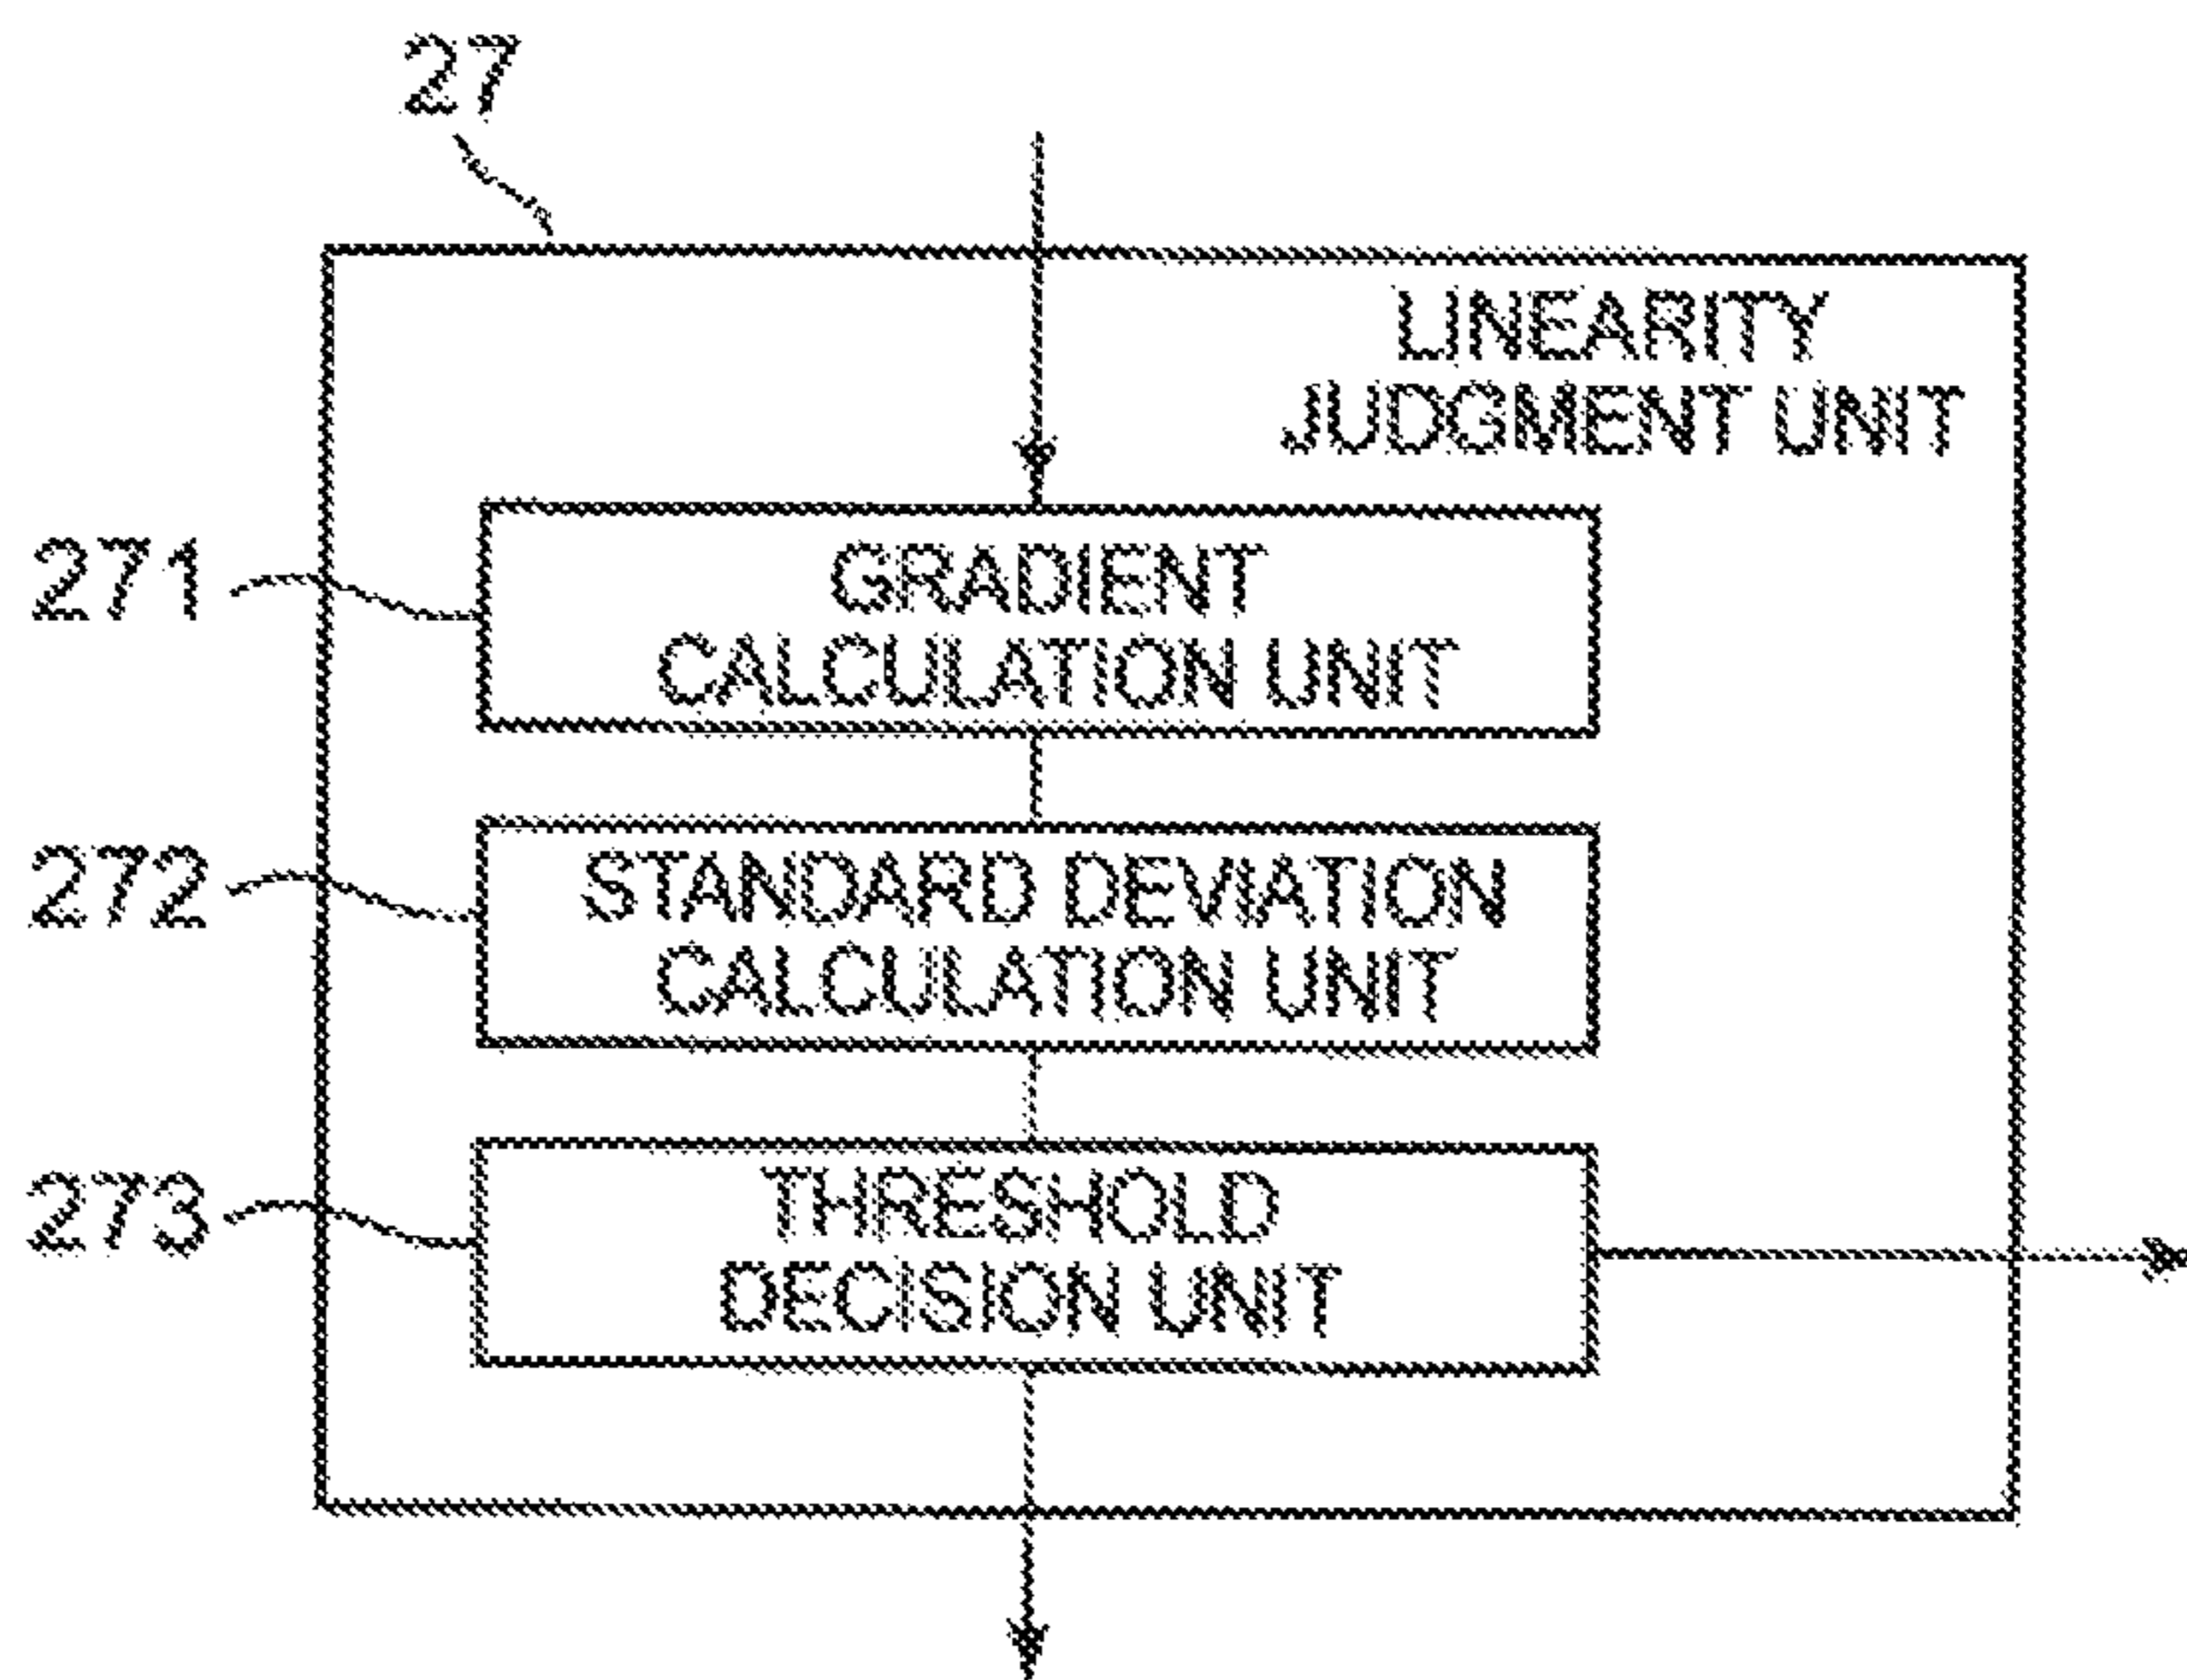 27
LINEARITY
JUDGMENT UNIT
271
GRADIENT
CALCULATION UNIT
272
STANDARD DEVIATION
CALCULATION UNIT
273
THRESHOLD
DECISION UNIT